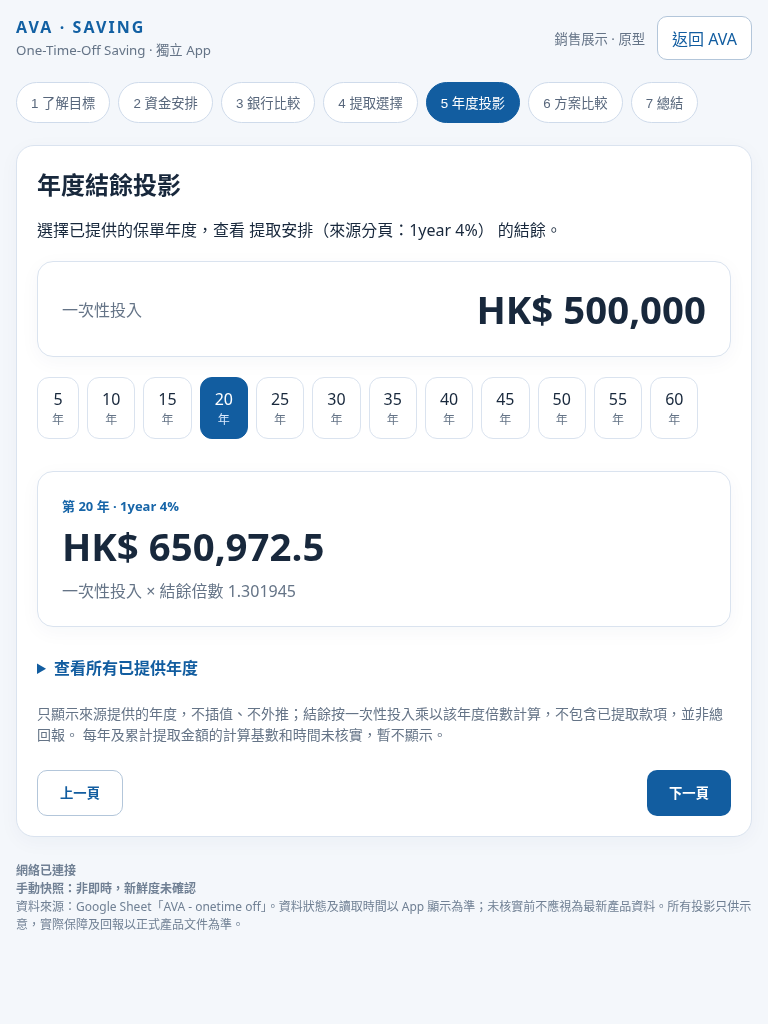 AVA · SAVING
One-Time-Off Saving · 獨立 App
銷售展示 · 原型
返回 AVA
1 了解目標
2 資金安排
3 銀行比較
4 提取選擇
5 年度投影
6 方案比較
7 總結
年度結餘投影
選擇已提供的保單年度，查看 提取安排（來源分頁：1year 4%） 的結餘。
一次性投入
HK$ 500,000
5 年
10 年
15 年
20 年
25 年
30 年
35 年
40 年
45 年
50 年
55 年
60 年
第 20 年 · 1year 4%
HK$ 650,972.5
一次性投入 × 結餘倍數 1.301945
▶ 查看所有已提供年度
只顯示來源提供的年度，不插值、不外推；結餘按一次性投入乘以該年度倍數計算，不包含已提取款項，並非總
回報。 每年及累計提取金額的計算基數和時間未核實，暫不顯示。
上一頁
下一頁
網絡已連接
手動快照：非即時，新鮮度未確認
資料來源：Google Sheet「AVA - onetime off」。資料狀態及讀取時間以 App 顯示為準；未核實前不應視為最新產品資料。所有投影只供示
意，實際保障及回報以正式產品文件為準。